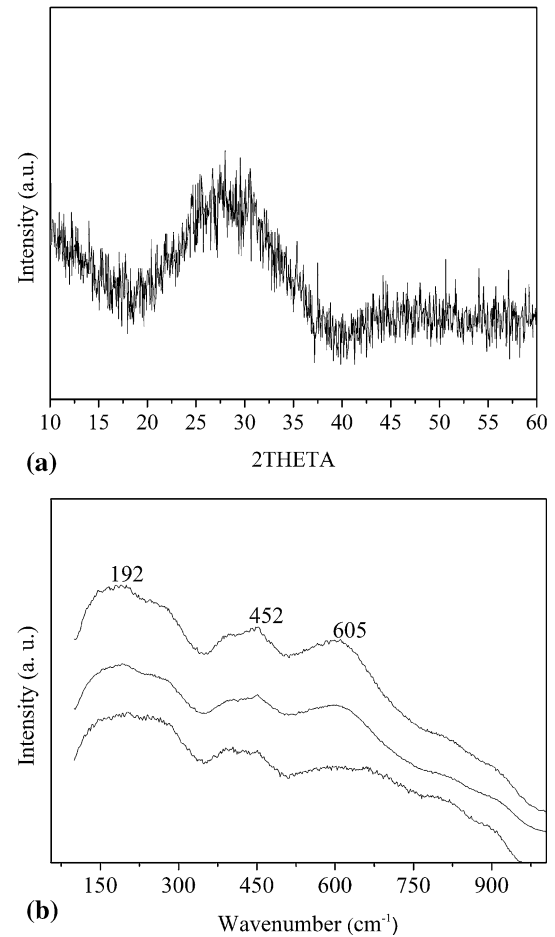 Intensity (a.u.)
10 15 20 25 30 35 40 45 50 55 60
(a)
2THETA
192
452
605
Intensity (a. u.)
150 300 450 600 750 900
(b)
Wavenumber (cm⁻¹)